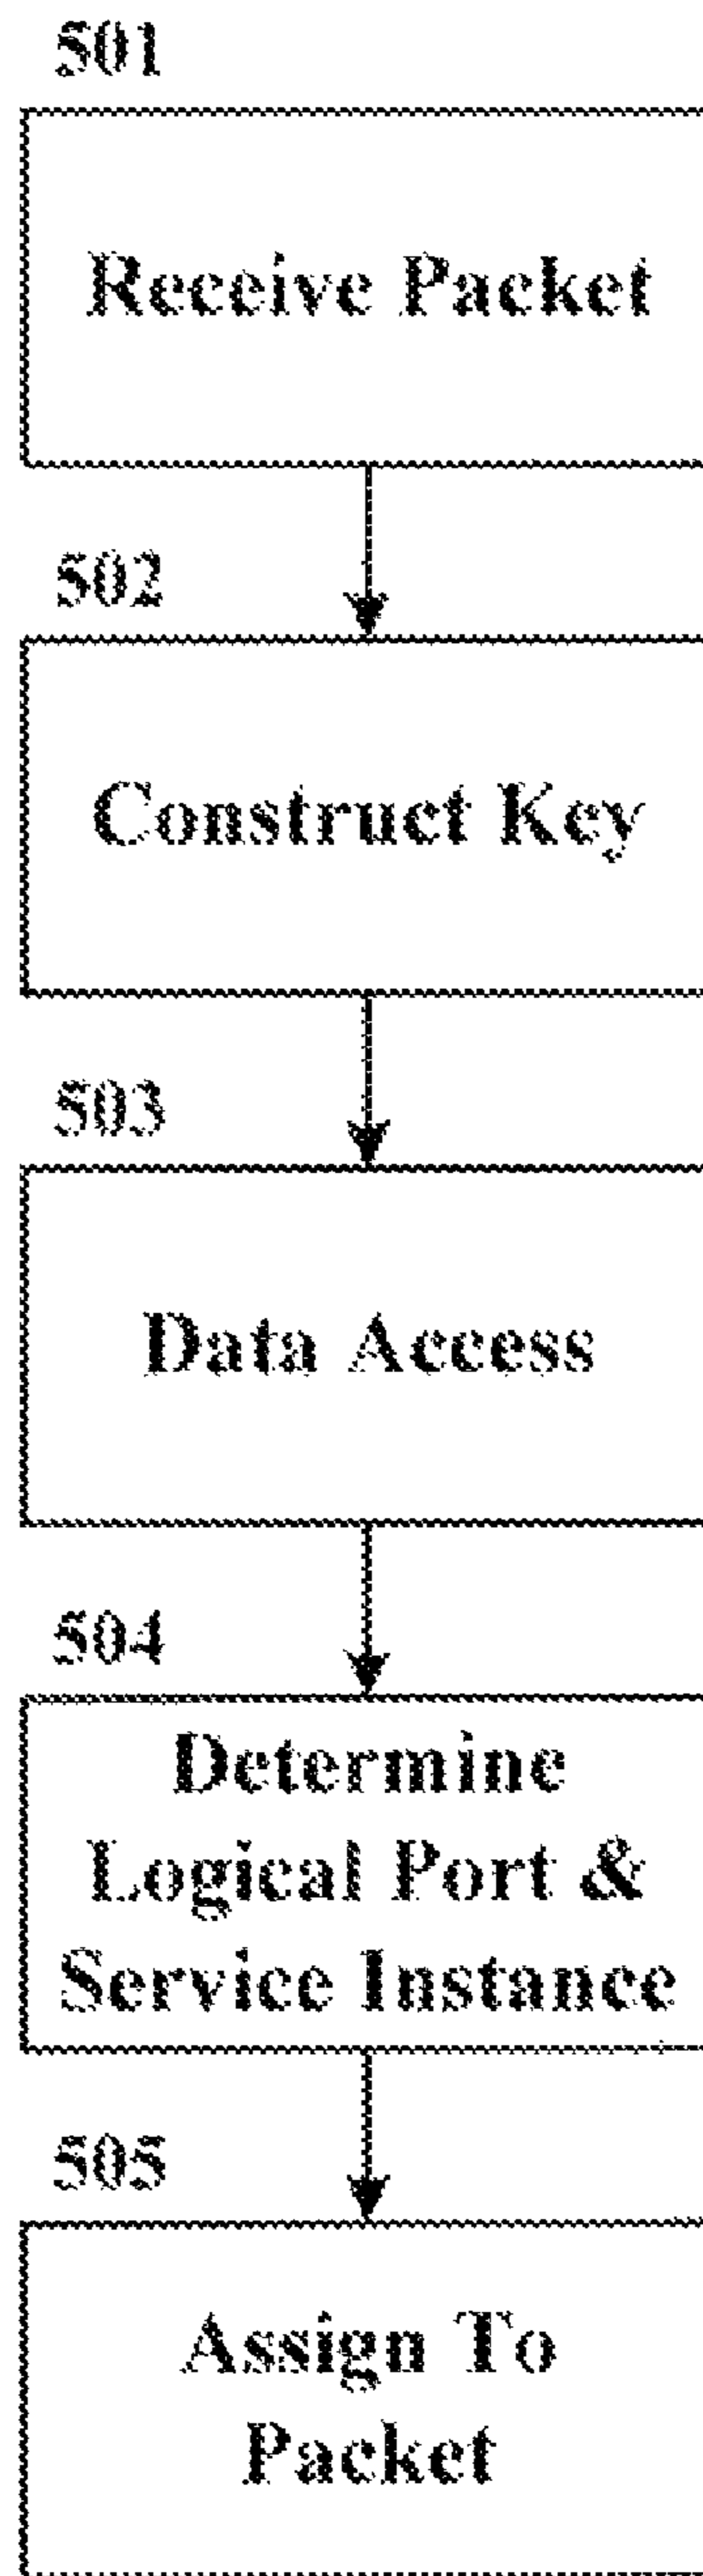 501
Receive Packet
502
Construct Key
503
Data Access
504
Determine
Logical Port &
Service Instance
505
Assign To
Packet